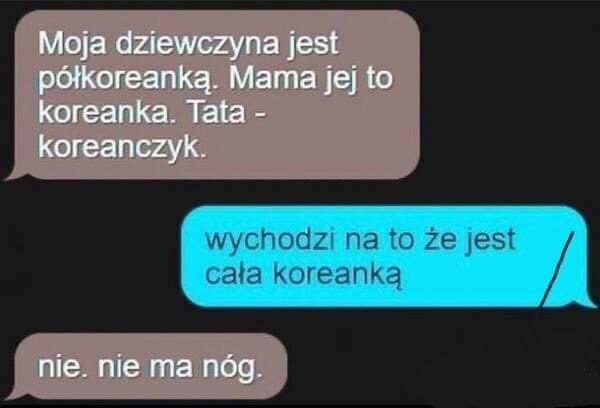 Moja dziewczyna jest
półkoreanką. Mama jej to
koreanka. Tata -
koreanczyk.
wychodzi na to że jest
cała koreanką
nie. nie ma nóg.